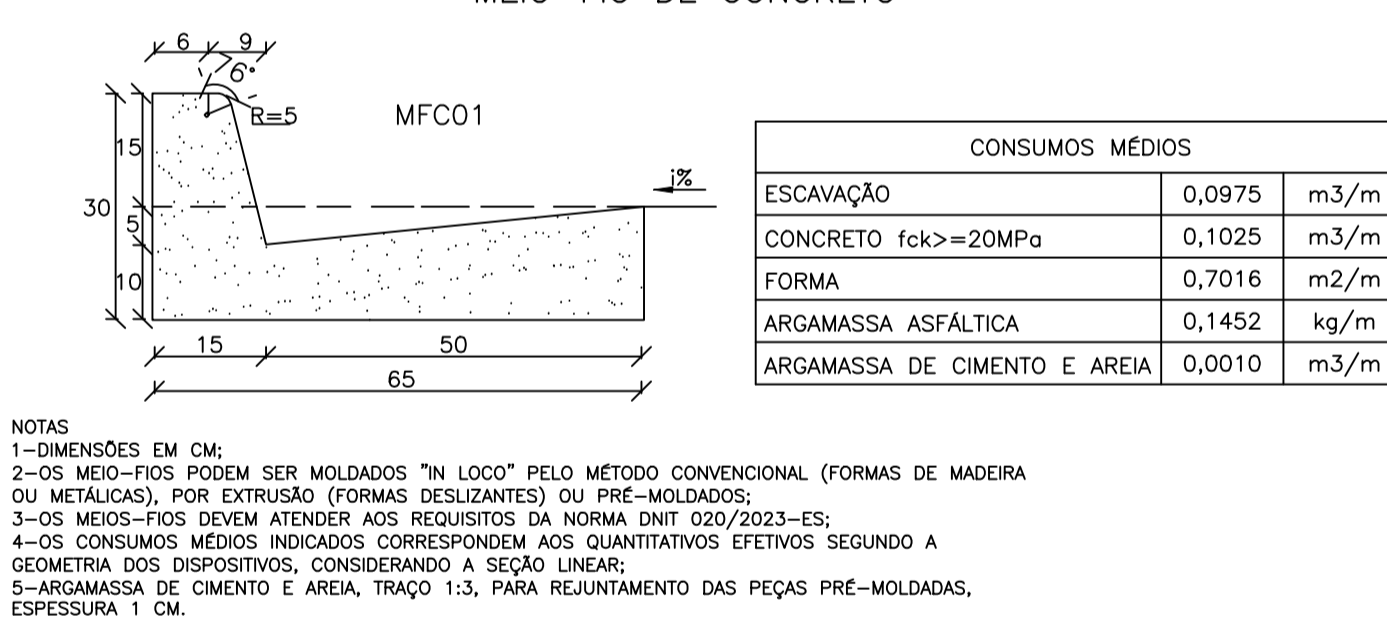 6 9
76°
R=5
MFC01
15
i%
30
5
10
15 50
65
CONSUMOS MÉDIOS
ESCAVAÇÃO 0,0975 m3/m
CONCRETO fck>=20MPa 0,1025 m3/m
FORMA 0,7016 m2/m
ARGAMASSA ASFÁLTICA 0,1452 kg/m
ARGAMASSA DE CIMENTO E AREIA 0,0010 m3/m
NOTAS
1-DIMENSÕES EM CM;
2-OS MEIO-FIOS PODEM SER MOLDADOS "IN LOCO" PELO MÉTODO CONVENCIONAL (FORMAS DE MADEIRA
OU METÁLICAS), POR EXTRUSÃO (FORMAS DESLIZANTES) OU PRÉ-MOLDADOS;
3-OS MEIOS-FIOS DEVEM ATENDER AOS REQUISITOS DA NORMA DNIT 020/2023-ES;
4-OS CONSUMOS MÉDIOS INDICADOS CORRESPONDEM AOS QUANTITATIVOS EFETIVOS SEGUNDO A
GEOMETRIA DOS DISPOSITIVOS, CONSIDERANDO A SEÇÃO LINEAR;
5-ARGAMASSA DE CIMENTO E AREIA, TRAÇO 1:3, PARA REJUNTAMENTO DAS PEÇAS PRÉ-MOLDADAS,
ESPESSURA 1 CM.